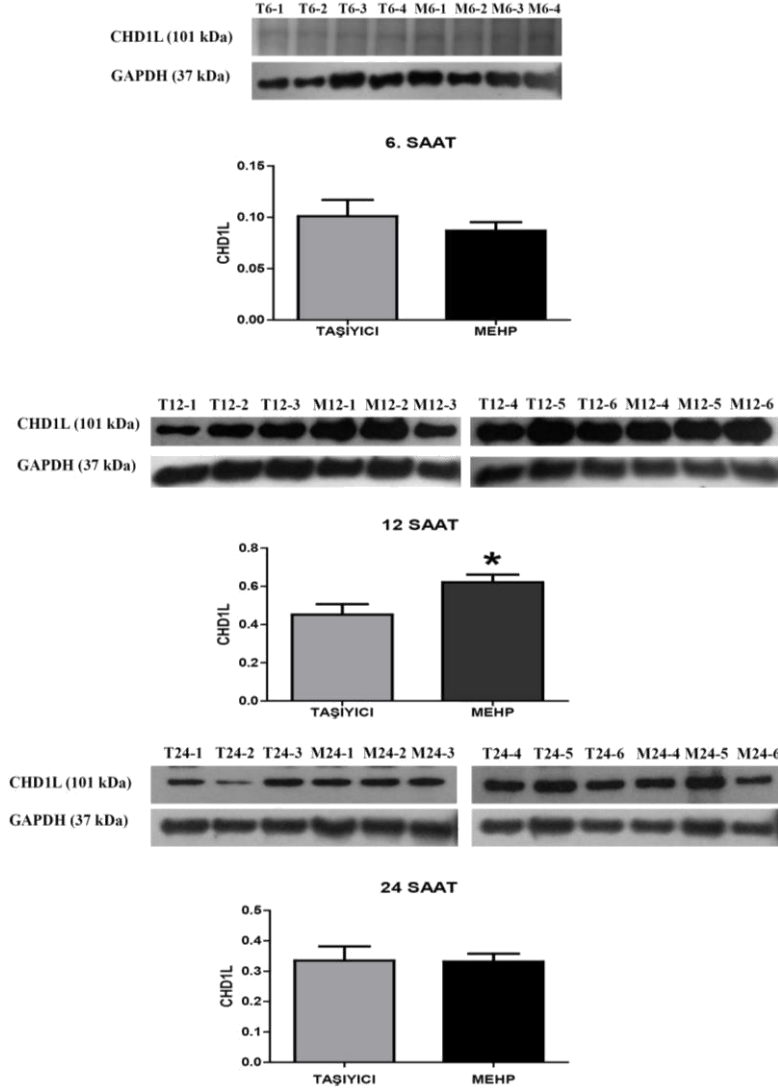 T6-1 T6-2 T6-3 T6-4 M6-1 M6-2 M6-3 M6-4
CHD1L (101 kDa)
GAPDH (37 kDa)
6. SAAT
0.15
0.10
0.05
0.00
CHD1L
TAŞIYICI MEHP
T12-1 T12-2 T12-3 M12-1 M12-2 M12-3 T12-4 T12-5 T12-6 M12-4 M12-5 M12-6
CHD1L (101 kDa)
GAPDH (37 kDa)
12 SAAT
*
0.8
0.6
0.4
0.2
0.0
CHD1L
TAŞIYICI MEHP
T24-1 T24-2 T24-3 M24-1 M24-2 M24-3 T24-4 T24-5 T24-6 M24-4 M24-5 M24-6
CHD1L (101 kDa)
GAPDH (37 kDa)
24 SAAT
0.5
0.4
0.3
0.2
0.1
0.0
CHD1L
TAŞIYICI MEHP